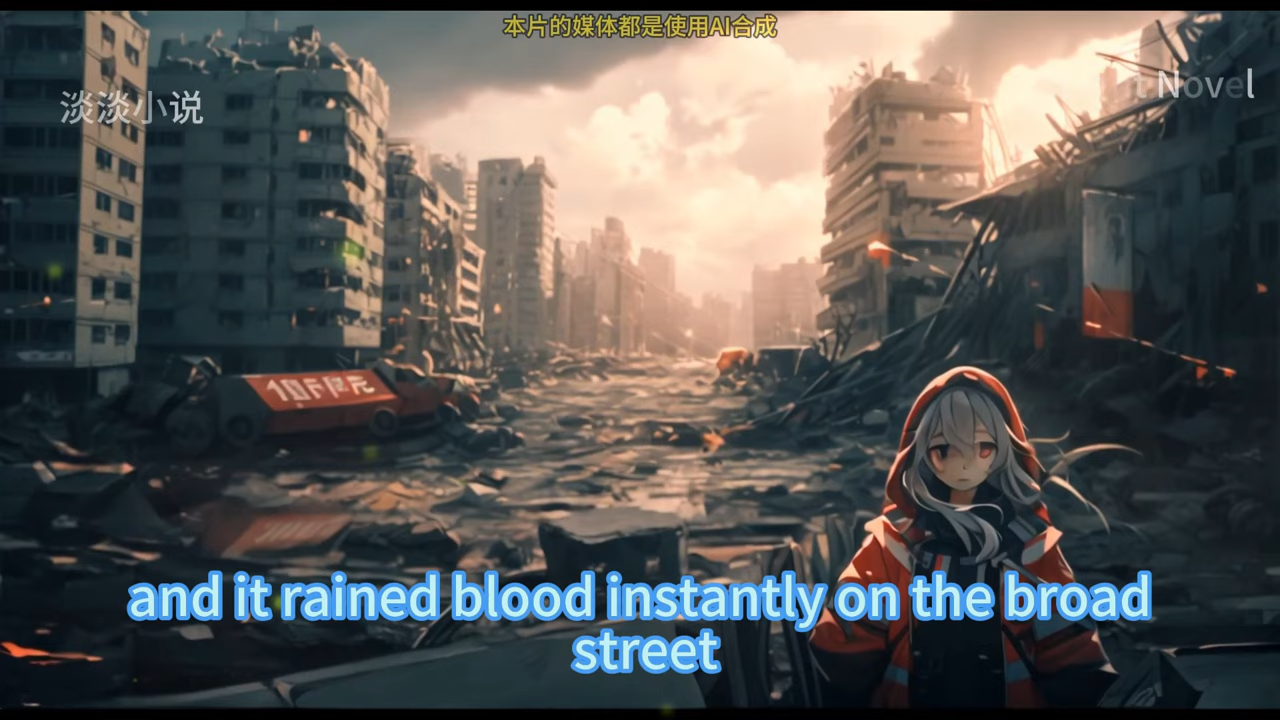 本片的媒体都是使用AI合成
淡淡小说
Novel
and it rained blood instantly on the broad
street